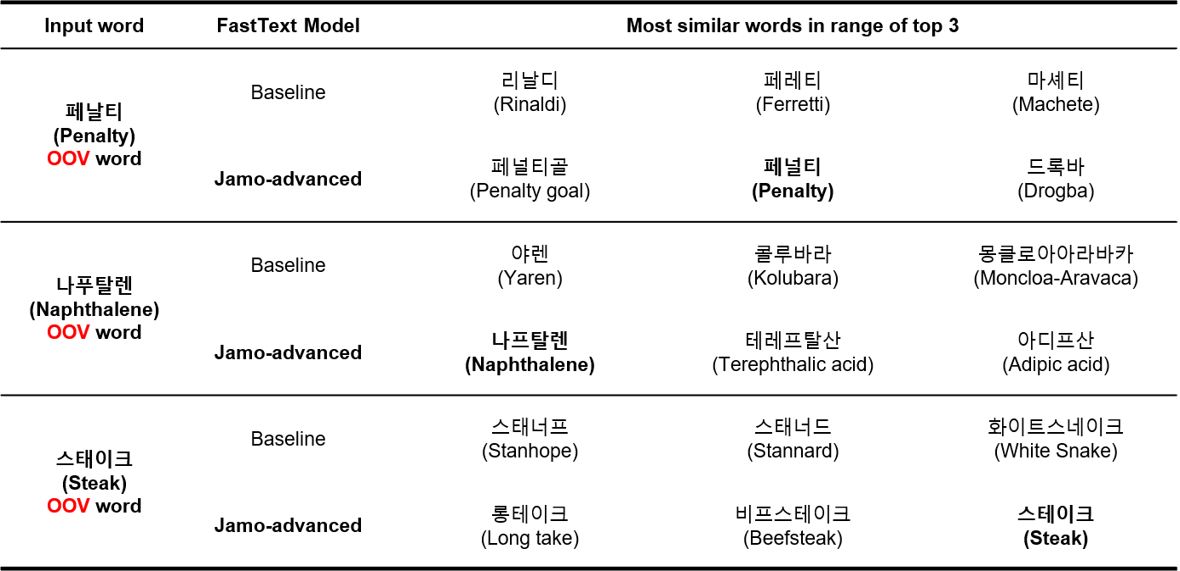 Input word FastText Model Most similar words in range of top 3
페날티
(Penalty)
OOV word
Baseline
리날디
(Rinaldi)
페레티
(Ferretti)
마셰티
(Machete)
Jamo-advanced
페널티골
(Penalty goal)
페널티
(Penalty)
드록바
(Drogba)
나푸탈렌
(Naphthalene)
OOV word
Baseline
야렌
(Yaren)
콜루바라
(Kolubara)
몽클로아아라바카
(Moncloa-Aravaca)
Jamo-advanced
나프탈렌
(Naphthalene)
테레프탈산
(Terephthalic acid)
아디프산
(Adipic acid)
스태이크
(Steak)
OOV word
Baseline
스태너프
(Stanhope)
스태너드
(Stannard)
화이트스네이크
(White Snake)
Jamo-advanced
롱테이크
(Long take)
비프스테이크
(Beefsteak)
스테이크
(Steak)